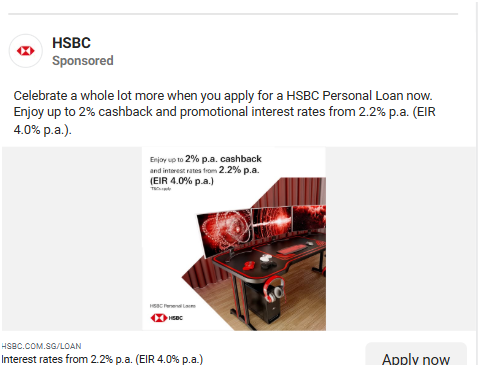 HSBC
Sponsored
Celebrate a whole lot more when you apply for a HSBC Personal Loan now.
Enjoy up to 2% cashback and promotional interest rates from 2.2% p.a. (EIR
4.0% p.a.).
Enjoy up to 2% p.a. cashback
and interest rates from 2.2% p.a.
(EIR 4.0% p.a.)
T&Cs apply
HSBC Personal Loans
HSBC
HSBC.COM.SG/LOAN
Interest rates from 2.2% p.a. (EIR 4.0% p.a.)
Apply now